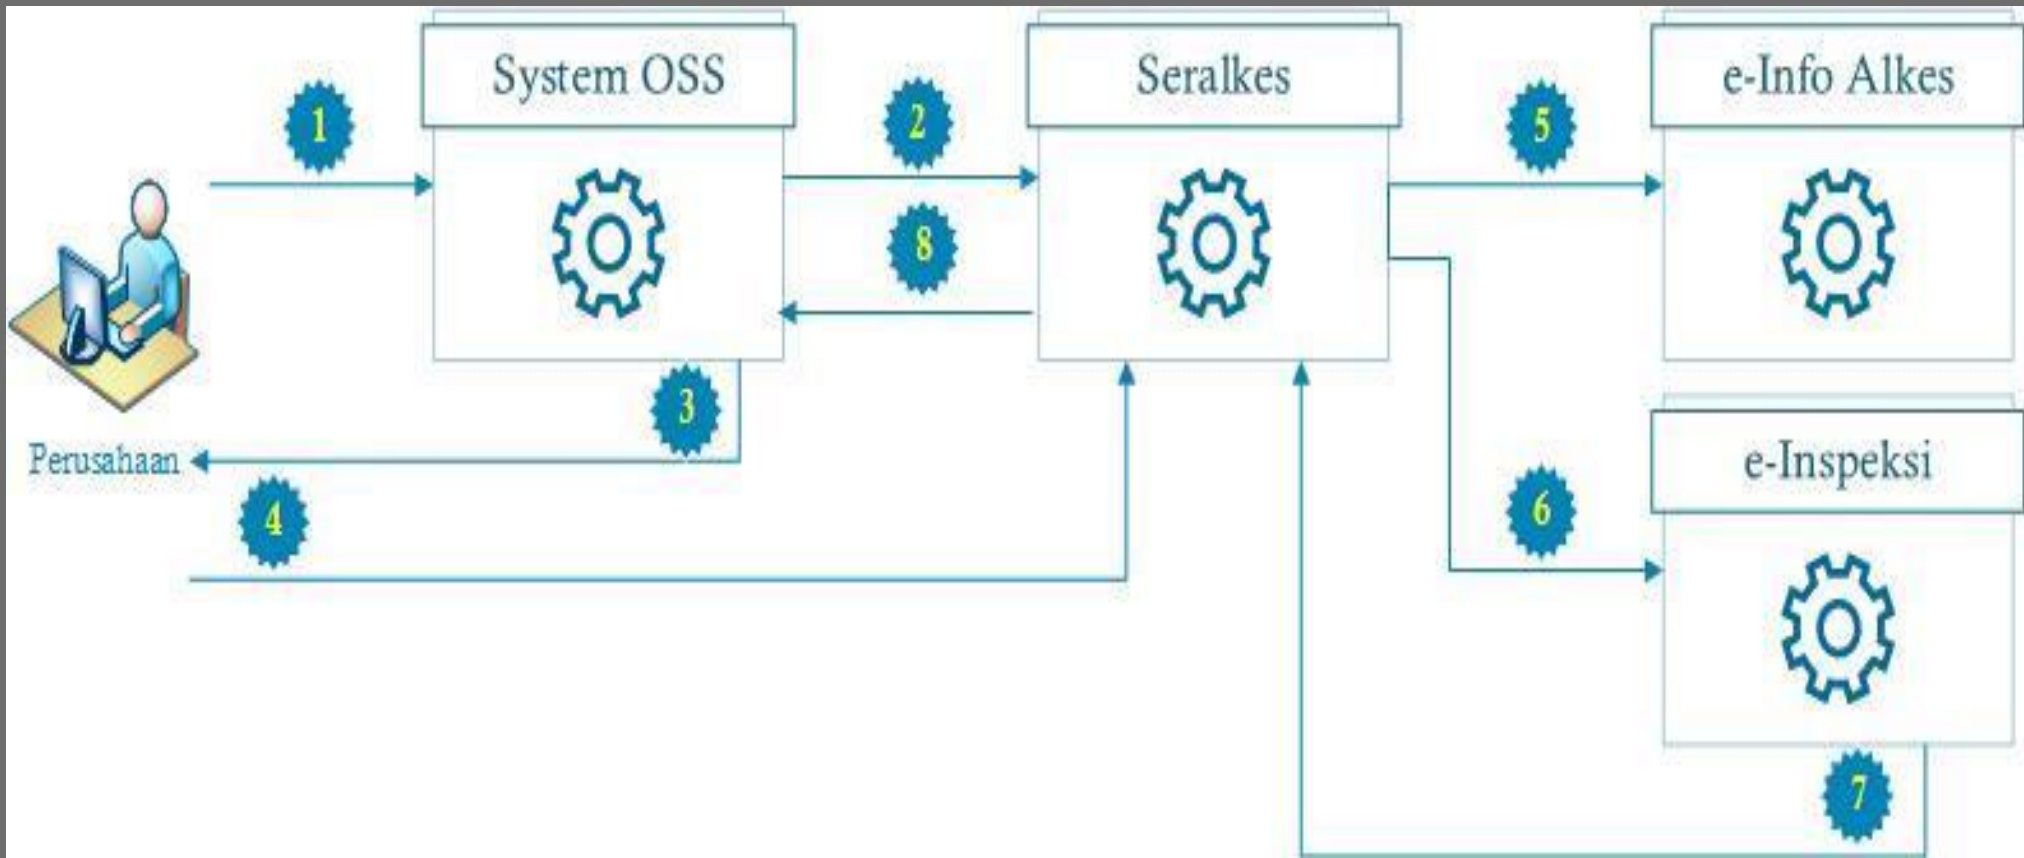 System OSS
Seralkes
e-Info Alkes
1
2
5
8
3
Perusahaan
e-Inspeksi
4
6
7